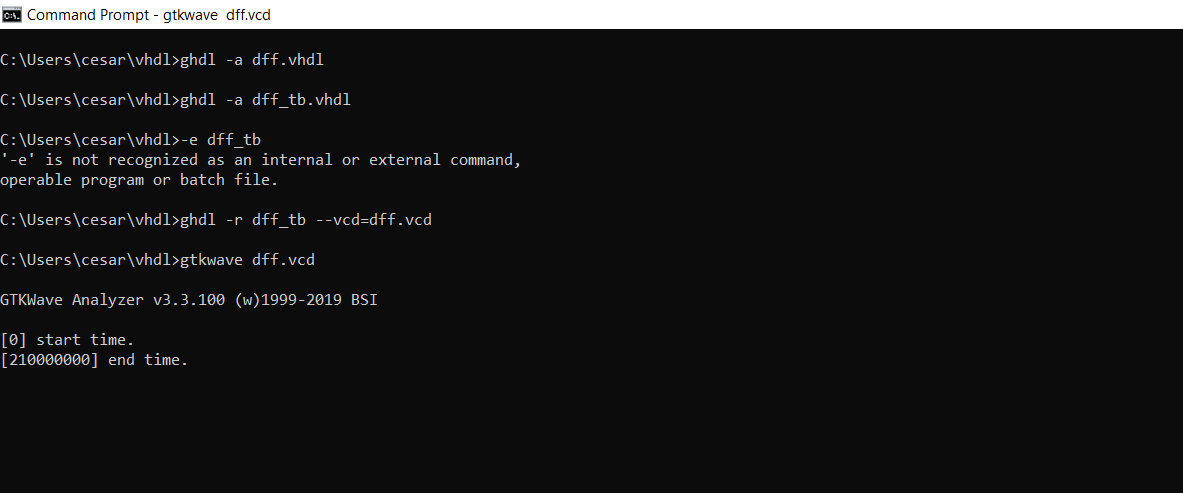 Command Prompt - gtkwave  dff.vcd
C:\Users\cesar\vhdl>ghdl -a dff.vhdl
C:\Users\cesar\vhdl>ghdl -a dff_tb.vhdl
C:\Users\cesar\vhdl>-e dff_tb
'-e' is not recognized as an internal or external command,
operable program or batch file.
C:\Users\cesar\vhdl>ghdl -r dff_tb --vcd=dff.vcd
C:\Users\cesar\vhdl>gtkwave dff.vcd
GTKWave Analyzer v3.3.100 (w)1999-2019 BSI
[0] start time.
[210000000] end time.